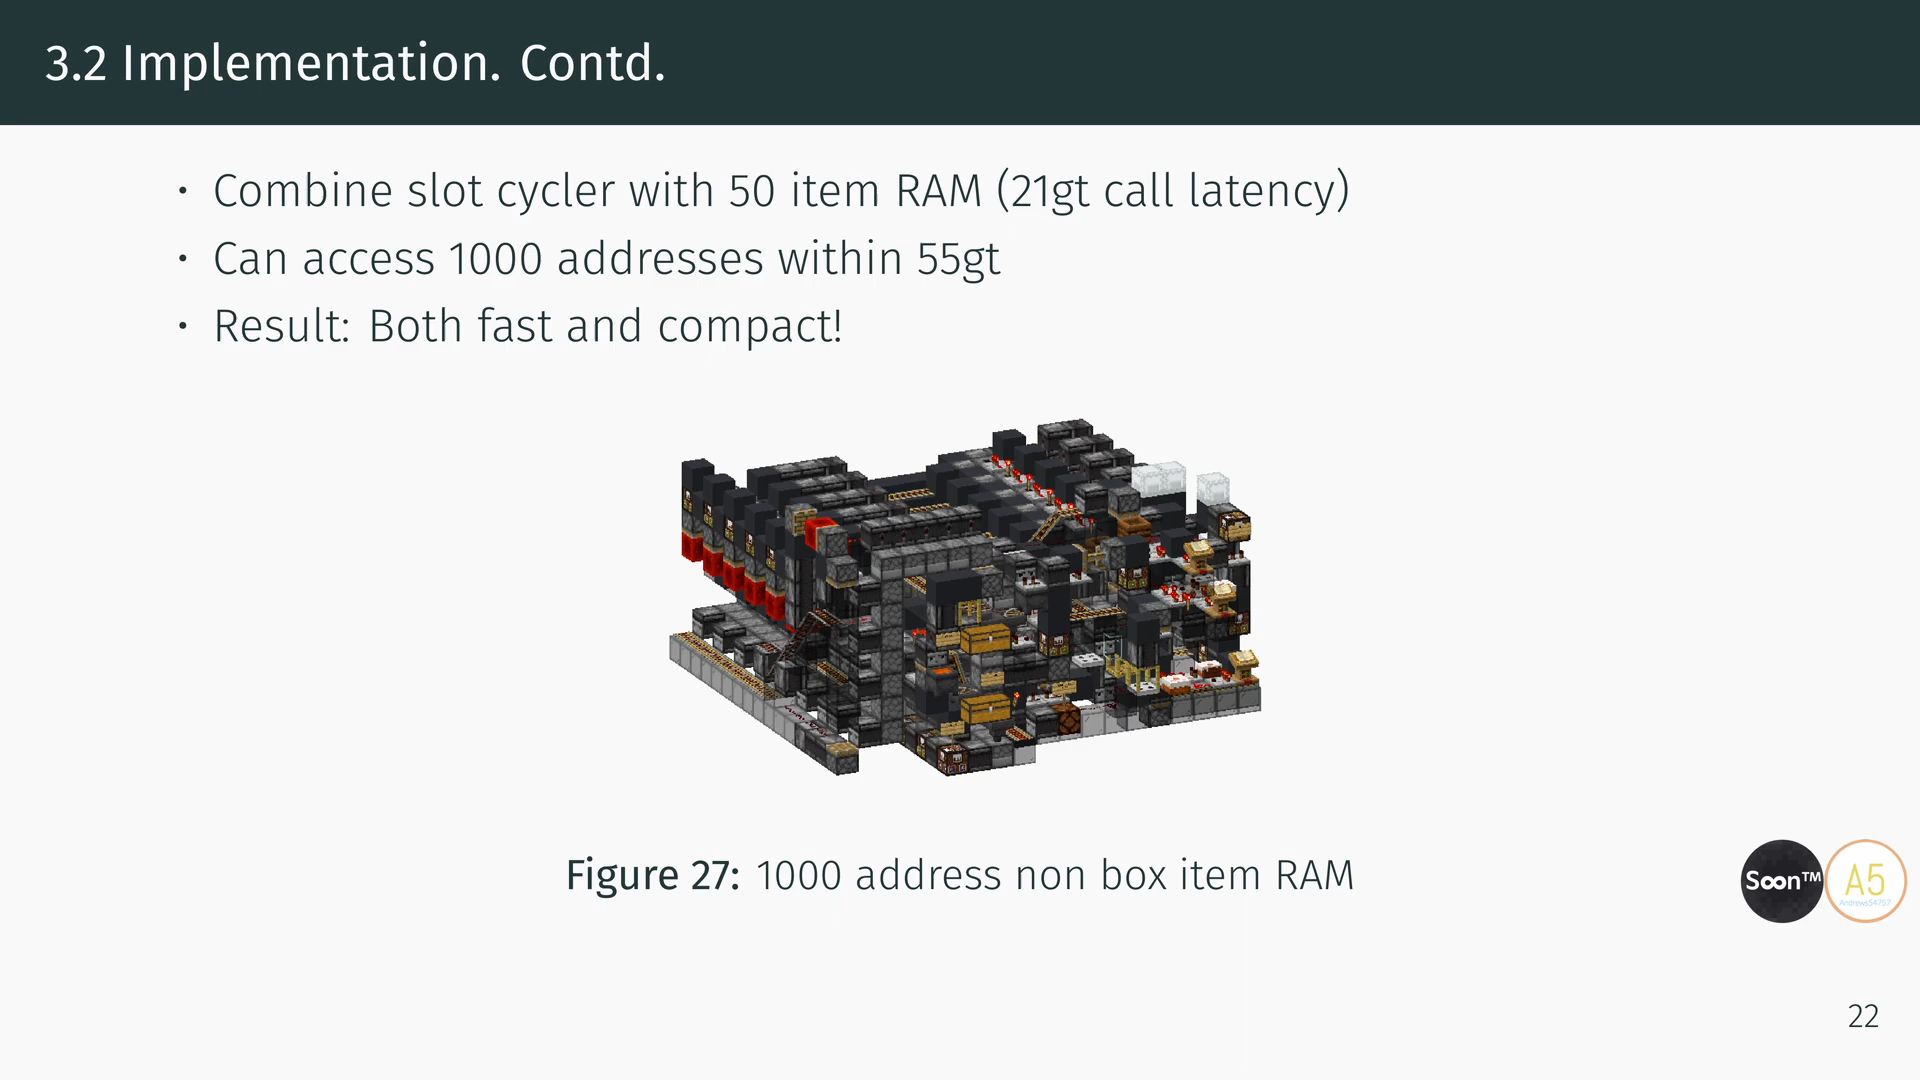 3.2 Implementation. Contd.
• Combine slot cycler with 50 item RAM (21gt call latency)
• Can access 1000 addresses within 55gt
• Result: Both fast and compact!
Figure 27: 1000 address non box item RAM
Soon™
A5
Andrews54757
22